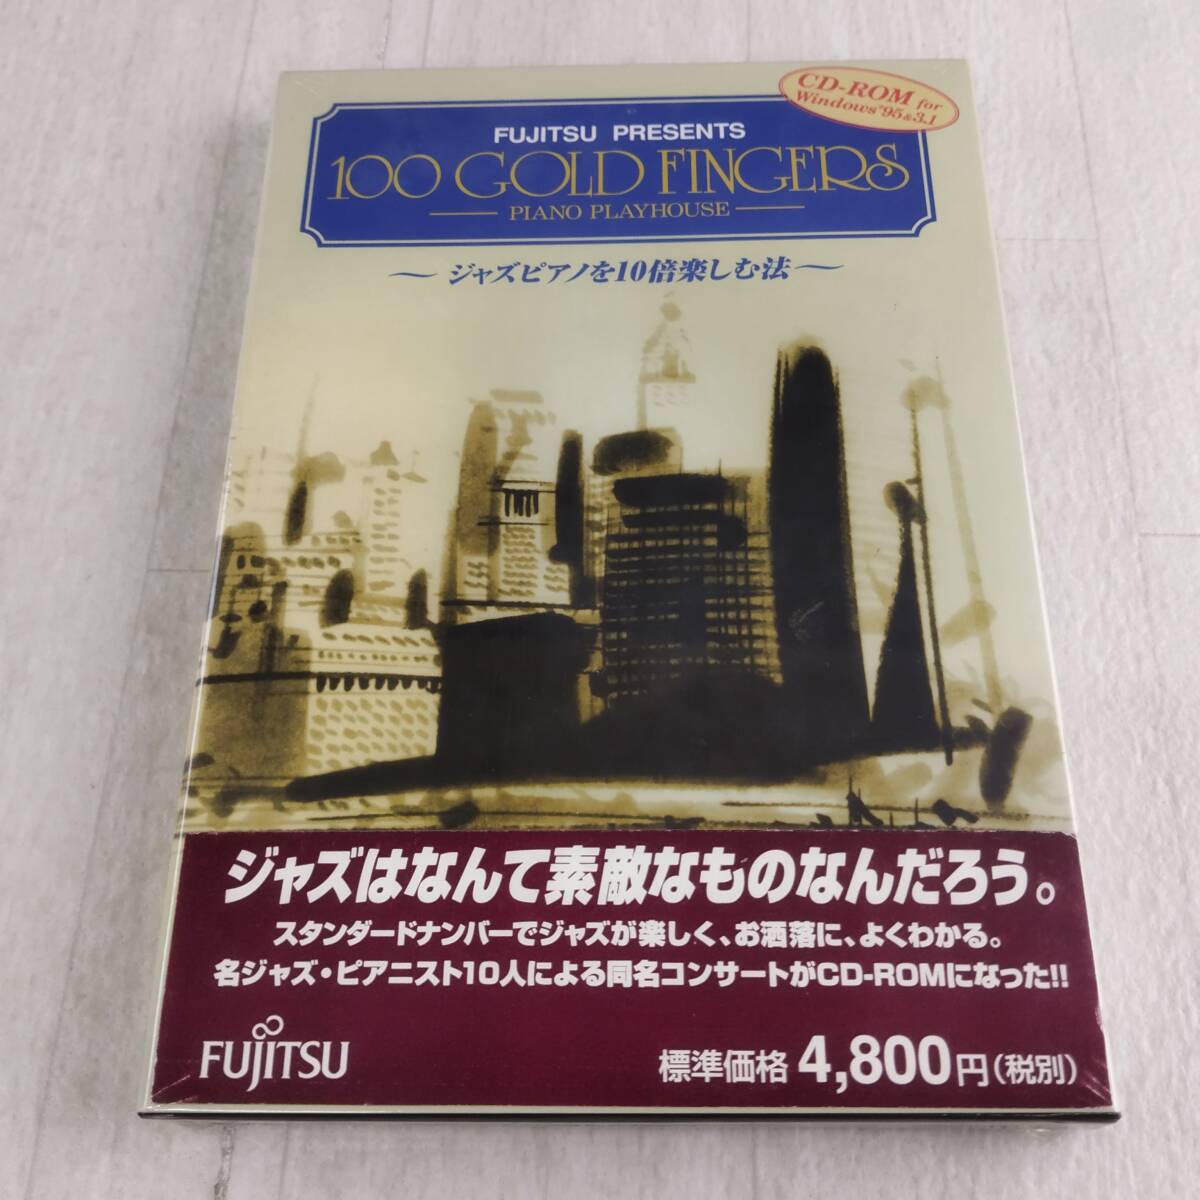 CD-ROM for
Windows®95&3.1
FUJITSU PRESENTS
100 GOLD FINGERS
PIANO PLAYHOUSE
〜ジャズピアノを10倍楽しむ法〜
ジャズはなんて素敵なものなんだろう。
スタンダードナンバーでジャズが楽しく、お洒落に、よくわかる。
名ジャズ・ピアニスト10人による同名コンサートがCD-ROMになった!!
FUJITSU
標準価格 4,800円(税別)